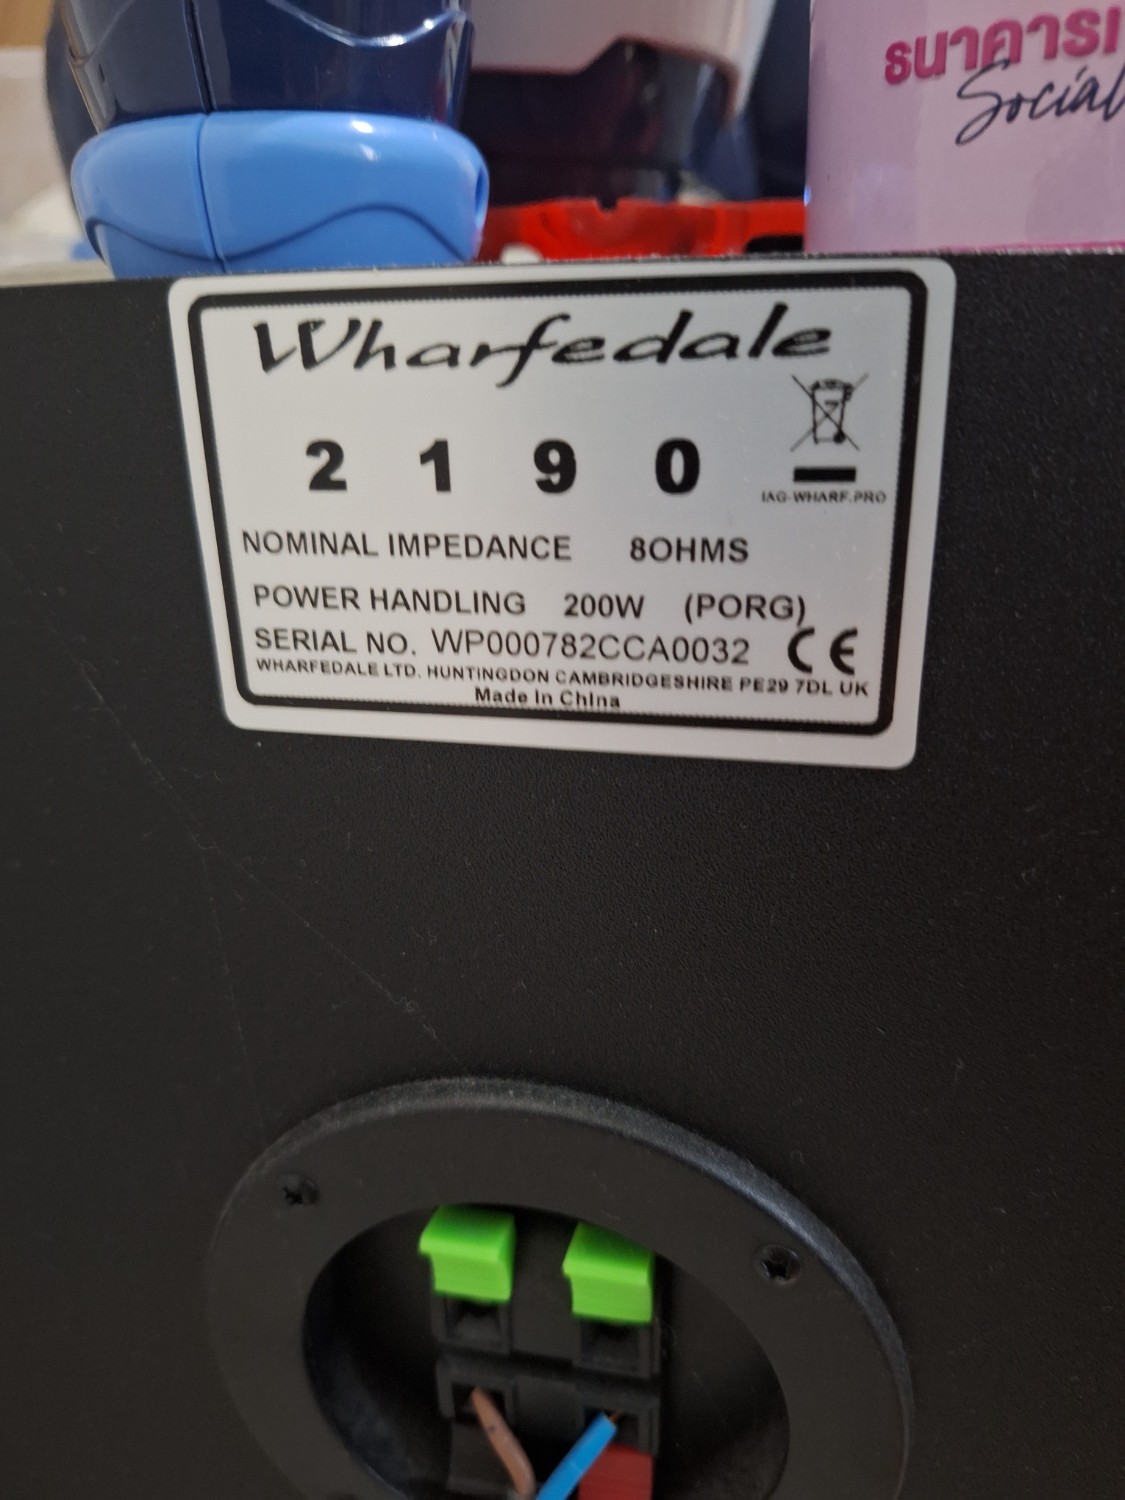 ธนาคาร
Social
Wharfedale
2 1 9 0
IAG-WHARF.PRO
NOMINAL IMPEDANCE 8OHMS
POWER HANDLING 200W (PORG)
SERIAL NO. WP000782CCA0032 CE
WHARFEDALE LTD. HUNTINGDON CAMBRIDGESHIRE PE29 7DL UK
Made In China